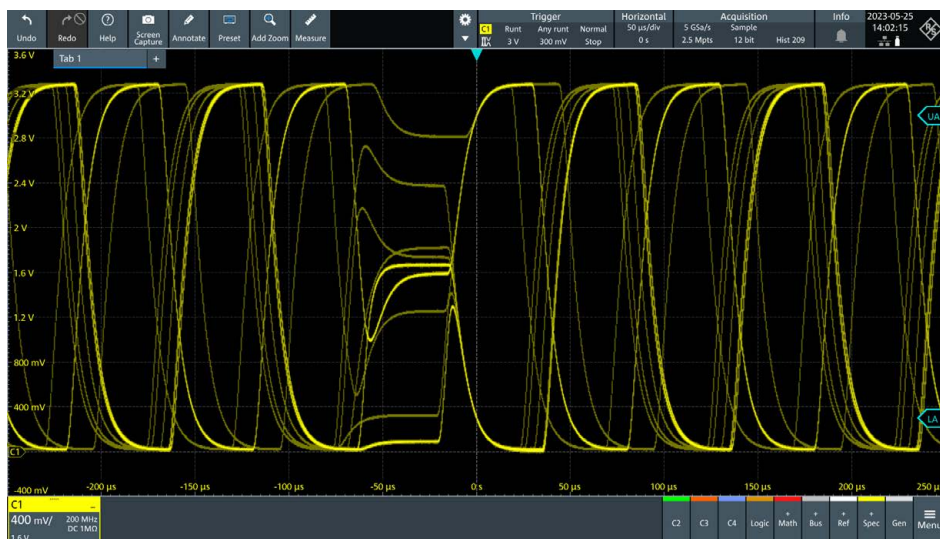 Undo Redo Help Screen Capture Annotate Preset Add Zoom Measure
Trigger Horizontal Acquisition Info 2023-05-25
C1 Runt Any runt Normal 50 µs/div 5 GSa/s Sample 14:02:15
3 V 300 mV Stop 0 s 2.5 Mpts 12 bit Hist 209
Tab 1 +
3.6 V
3.2 V
2.8 V
UA
2.4 V
2 V
1.6 V
1.2 V
800 mV
400 mV
LA
C1
-400 mV
-200 µs -150 µs -100 µs -50 µs 0 s 50 µs 100 µs 150 µs 200 µs 250 µ
C1
400 mV/ 200 MHz
DC 1MΩ
1.6 V
C2 C3 C4 Logic + Math + Bus + Ref + Spec Gen Menu